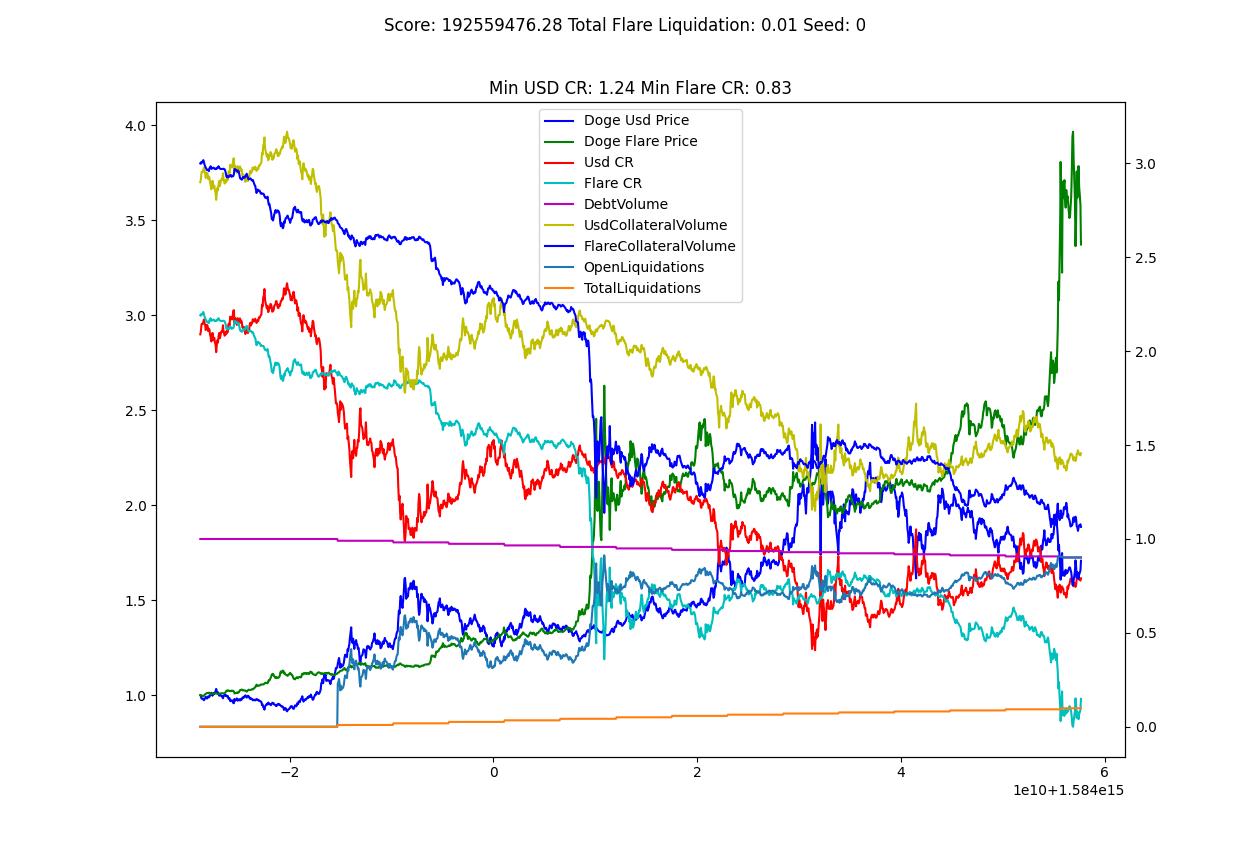 Score: 192559476.28 Total Flare Liquidation: 0.01 Seed: 0
Min USD CR: 1.24 Min Flare CR: 0.83
Doge Usd Price
Doge Flare Price
Usd CR
Flare CR
DebtVolume
UsdCollateralVolume
FlareCollateralVolume
OpenLiquidations
TotalLiquidations
4.0
3.5
3.0
2.5
2.0
1.5
1.0
3.0
2.5
2.0
1.5
1.0
0.5
0.0
−2 0 2 4 6
1e10+1.584e15